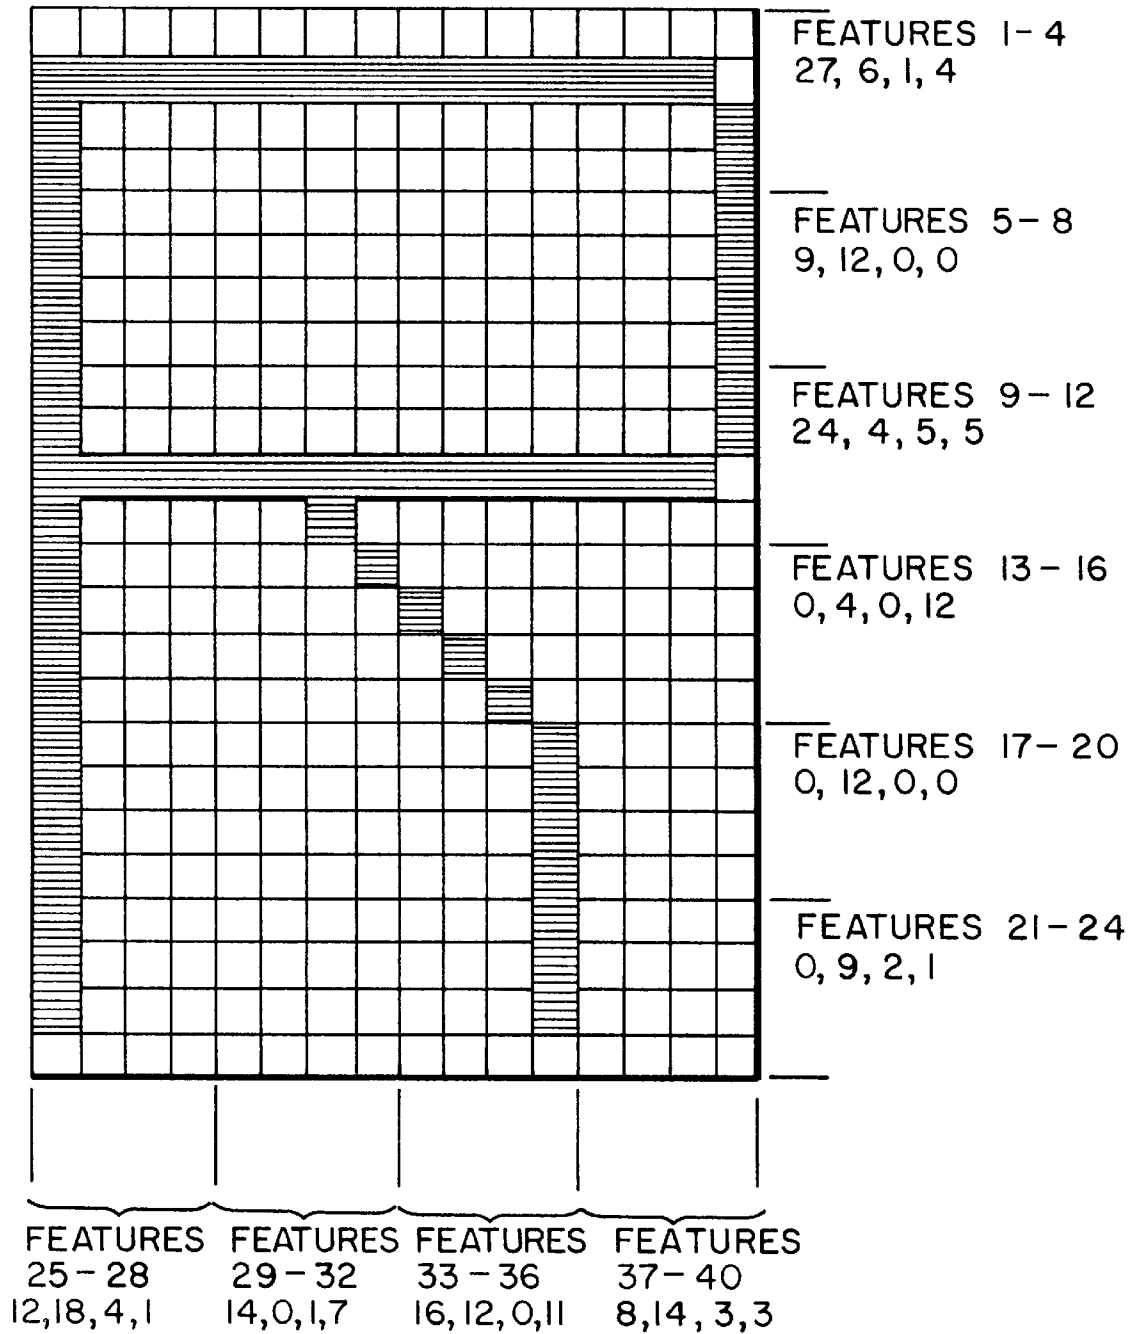 FEATURES 1-4
27, 6, 1, 4
FEATURES 5-8
9, 12, 0, 0
FEATURES 9-12
24, 4, 5, 5
FEATURES 13-16
0, 4, 0, 12
FEATURES 17-20
0, 12, 0, 0
FEATURES 21-24
0, 9, 2, 1
FEATURES
25-28
12, 18, 4, 1
FEATURES
29-32
14, 0, 1, 7
FEATURES
33-36
16, 12, 0, 11
FEATURES
37-40
8, 14, 3, 3